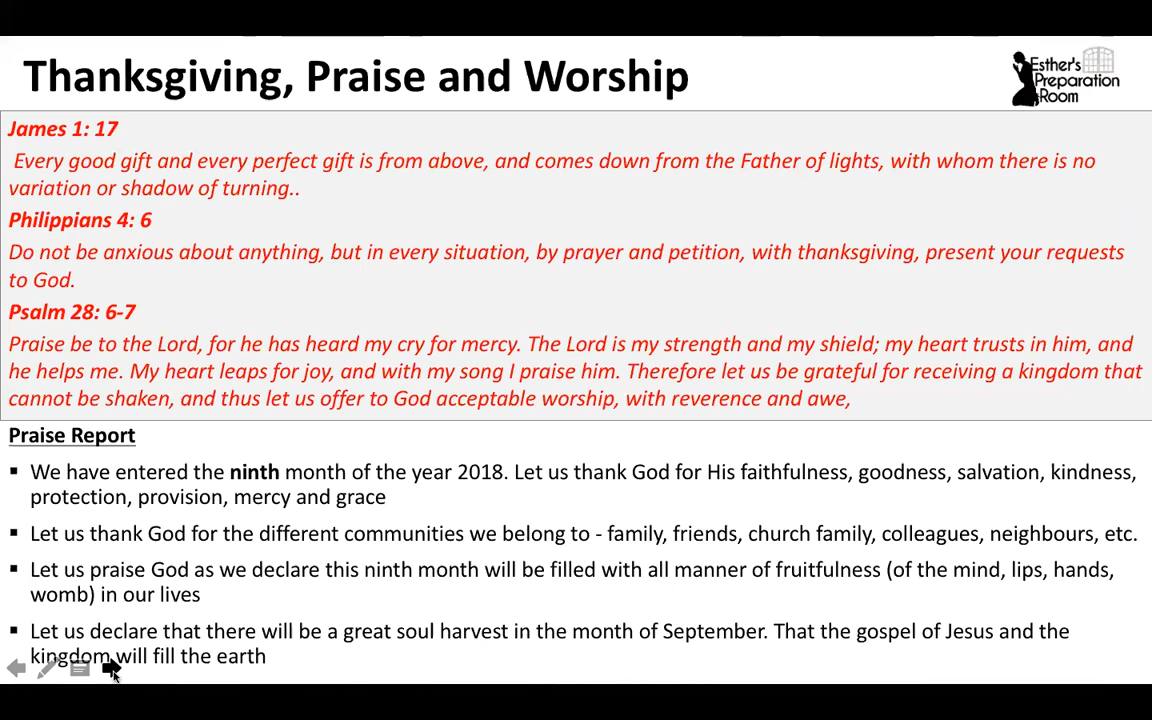 Thanksgiving, Praise and Worship
Esther's
Preparation
Room
James 1: 17
Every good gift and every perfect gift is from above, and comes down from the Father of lights, with whom there is no
variation or shadow of turning..
Philippians 4: 6
Do not be anxious about anything, but in every situation, by prayer and petition, with thanksgiving, present your requests
to God.
Psalm 28: 6-7
Praise be to the Lord, for he has heard my cry for mercy. The Lord is my strength and my shield; my heart trusts in him, and
he helps me. My heart leaps for joy, and with my song I praise him. Therefore let us be grateful for receiving a kingdom that
cannot be shaken, and thus let us offer to God acceptable worship, with reverence and awe,
Praise Report
▪ We have entered the ninth month of the year 2018. Let us thank God for His faithfulness, goodness, salvation, kindness,
protection, provision, mercy and grace
▪ Let us thank God for the different communities we belong to - family, friends, church family, colleagues, neighbours, etc.
▪ Let us praise God as we declare this ninth month will be filled with all manner of fruitfulness (of the mind, lips, hands,
womb) in our lives
▪ Let us declare that there will be a great soul harvest in the month of September. That the gospel of Jesus and the
kingdom will fill the earth